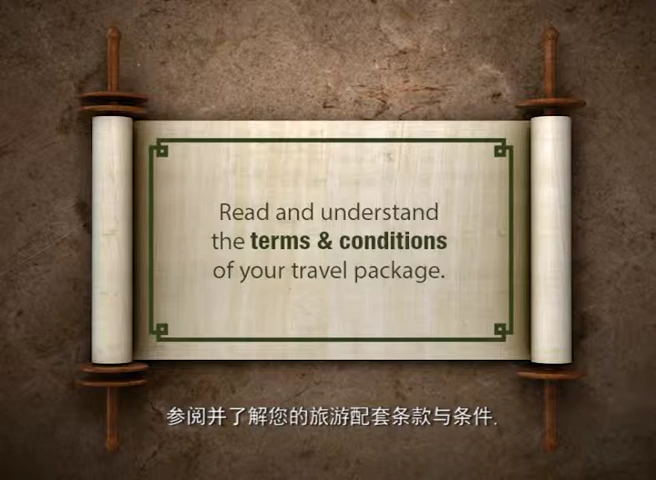 Read and understand
the terms & conditions
of your travel package.
参阅并了解您的旅游配套条款与条件.